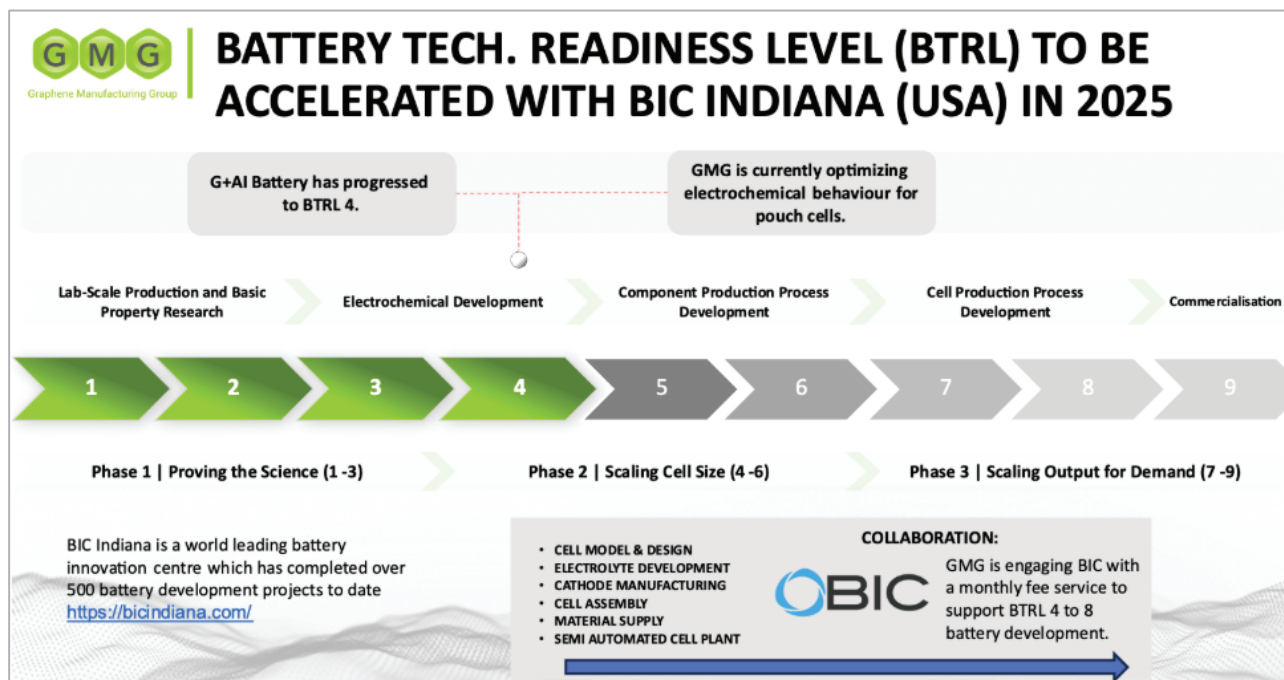 GMG
Graphene Manufacturing Group
BATTERY TECH. READINESS LEVEL (BTRL) TO BE
ACCELERATED WITH BIC INDIANA (USA) IN 2025
G+AI Battery has progressed
to BTRL 4.
GMG is currently optimizing
electrochemical behaviour for
pouch cells.
Lab-Scale Production and Basic
Property Research
Electrochemical Development
Component Production Process
Development
Cell Production Process
Development
Commercialisation
1
2
3
4
5
6
7
8
9
Phase 1 | Proving the Science (1 -3)
Phase 2 | Scaling Cell Size (4 -6)
Phase 3 | Scaling Output for Demand (7 -9)
BIC Indiana is a world leading battery
innovation centre which has completed over
500 battery development projects to date
https://bicindiana.com/
• CELL MODEL & DESIGN
• ELECTROLYTE DEVELOPMENT
• CATHODE MANUFACTURING
• CELL ASSEMBLY
• MATERIAL SUPPLY
• SEMI AUTOMATED CELL PLANT
BIC
COLLABORATION:
GMG is engaging BIC with
a monthly fee service to
support BTRL 4 to 8
battery development.